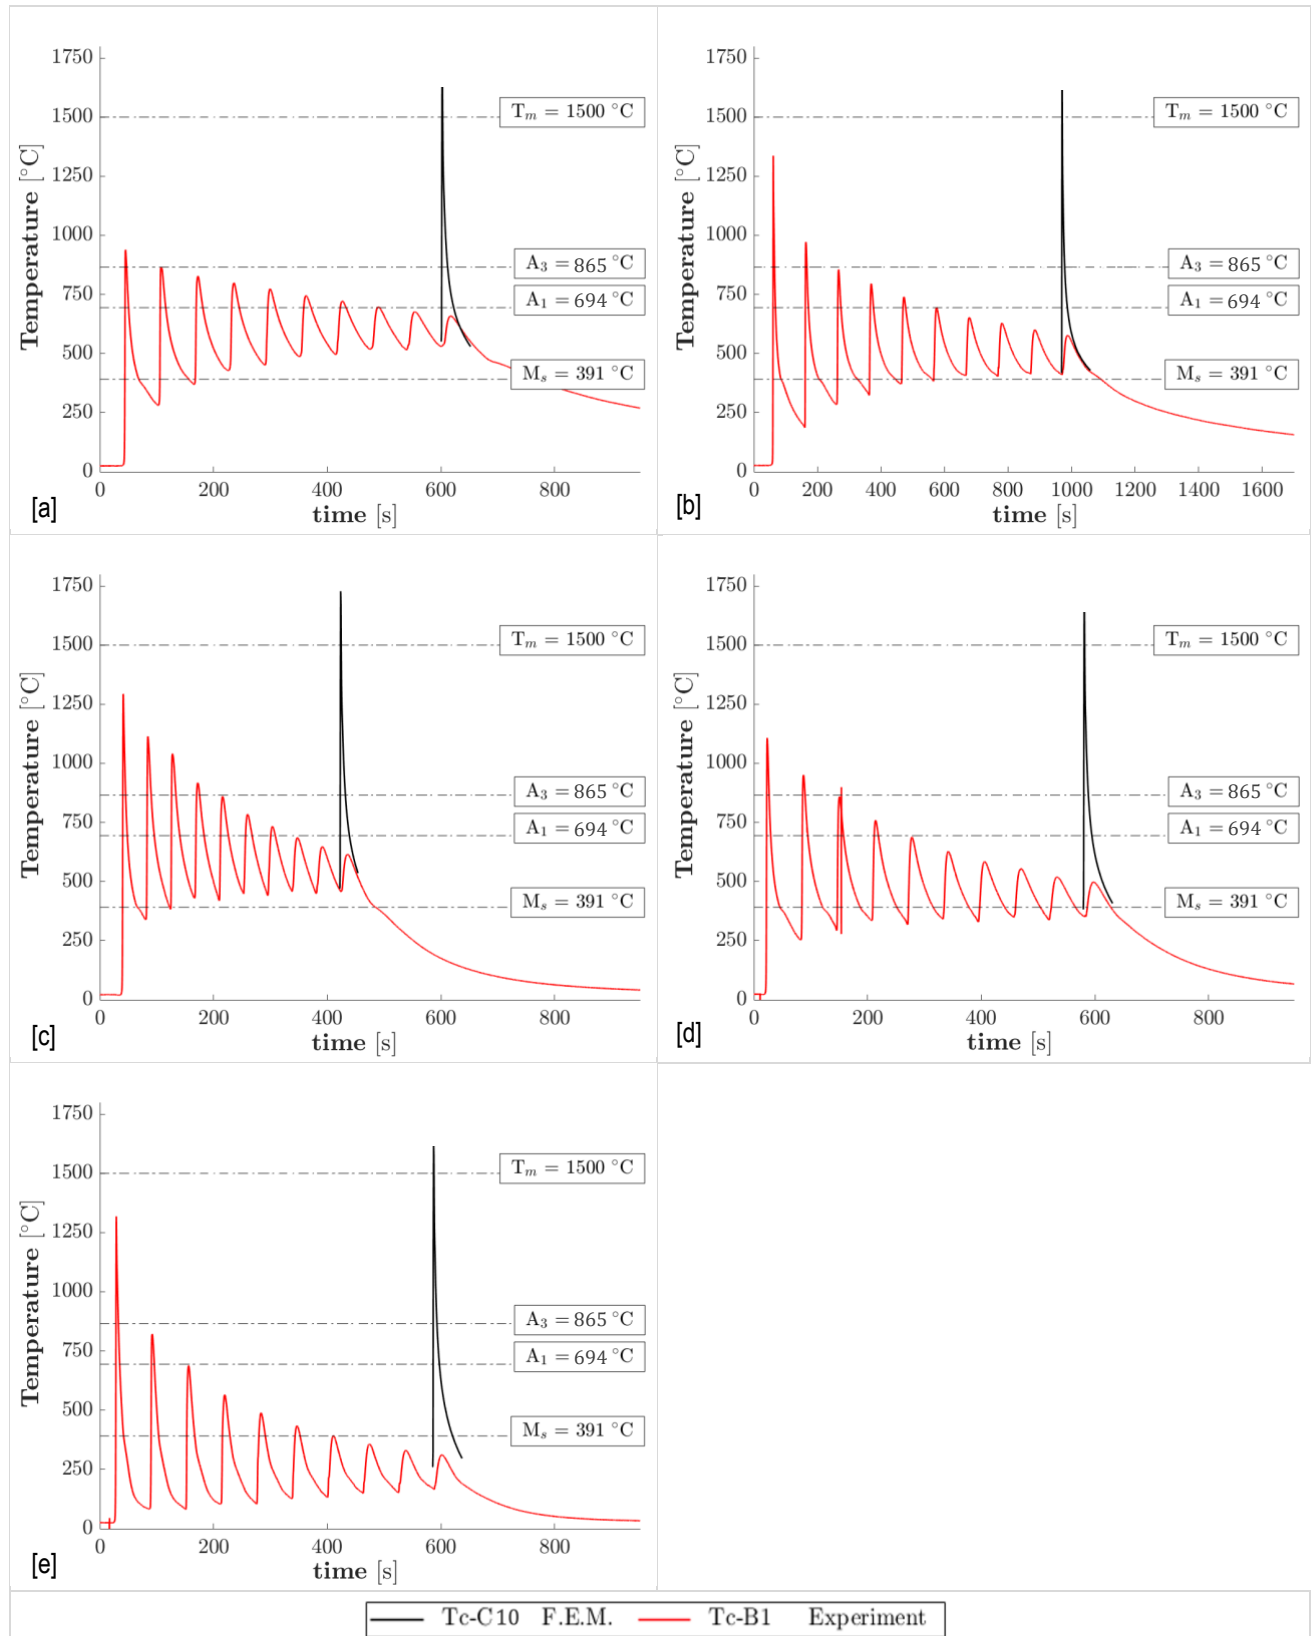 1750
1500
1250
1000
750
500
250
0
Temperature [°C]
T_m = 1500 °C
A_3 = 865 °C
A_1 = 694 °C
M_s = 391 °C
0 200 400 600 800
time [s]
[a]
1750
1500
1250
1000
750
500
250
0
Temperature [°C]
T_m = 1500 °C
A_3 = 865 °C
A_1 = 694 °C
M_s = 391 °C
0 200 400 600 800 1000 1200 1400 1600
time [s]
[b]
1750
1500
1250
1000
750
500
250
0
Temperature [°C]
T_m = 1500 °C
A_3 = 865 °C
A_1 = 694 °C
M_s = 391 °C
0 200 400 600 800
time [s]
[c]
1750
1500
1250
1000
750
500
250
0
Temperature [°C]
T_m = 1500 °C
A_3 = 865 °C
A_1 = 694 °C
M_s = 391 °C
0 200 400 600 800
time [s]
[d]
1750
1500
1250
1000
750
500
250
0
Temperature [°C]
T_m = 1500 °C
A_3 = 865 °C
A_1 = 694 °C
M_s = 391 °C
0 200 400 600 800
time [s]
[e]
Tc-C10 F.E.M. Tc-B1 Experiment